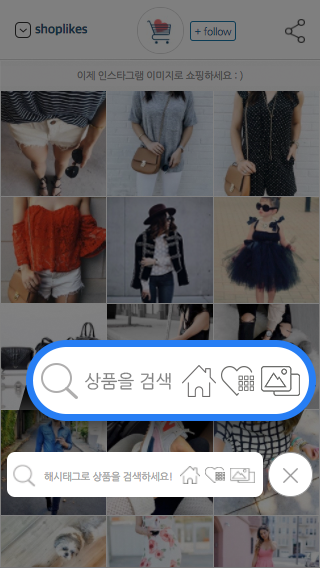 shoplikes
+ follow
이제 인스타그램 이미지로 쇼핑하세요 : )
상품을 검색
해시태그로 상품을 검색하세요!